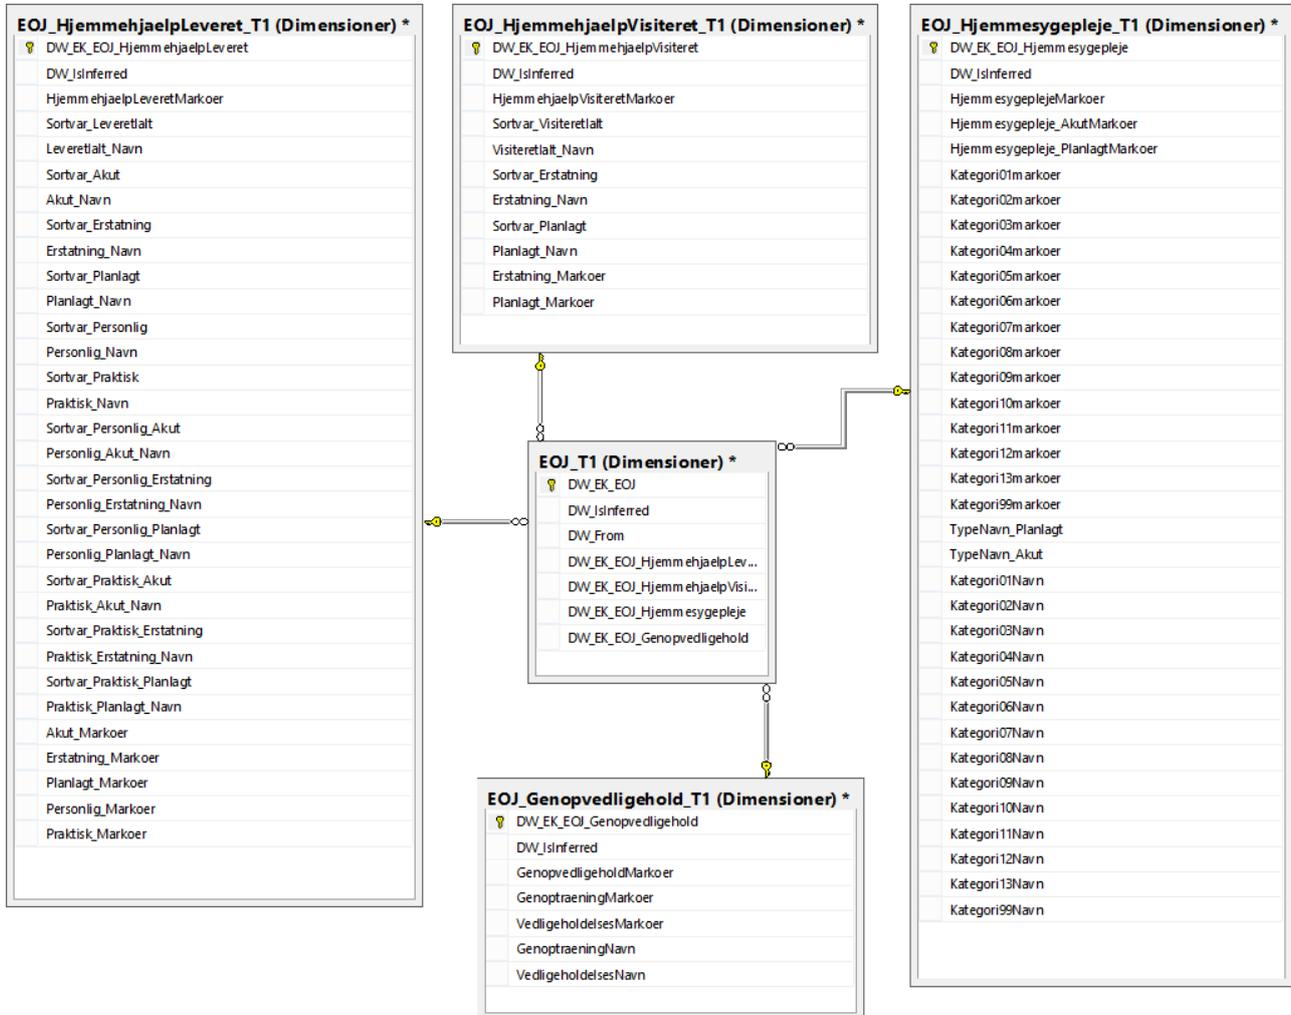 EOJ_HjemmehjaelpLeveret_T1 (Dimensioner) *
DW_EK_EOJ_HjemmehjaelpLeveret
DW_IsInferred
HjemmehjaelpLeveretMarkoer
Sortvar_LeveretIalt
LeveretIalt_Navn
Sortvar_Akut
Akut_Navn
Sortvar_Erstatning
Erstatning_Navn
Sortvar_Planlagt
Planlagt_Navn
Sortvar_Personlig
Personlig_Navn
Sortvar_Praktisk
Praktisk_Navn
Sortvar_Personlig_Akut
Personlig_Akut_Navn
Sortvar_Personlig_Erstatning
Personlig_Erstatning_Navn
Sortvar_Personlig_Planlagt
Personlig_Planlagt_Navn
Sortvar_Praktisk_Akut
Praktisk_Akut_Navn
Sortvar_Praktisk_Erstatning
Praktisk_Erstatning_Navn
Sortvar_Praktisk_Planlagt
Praktisk_Planlagt_Navn
Akut_Markoer
Erstatning_Markoer
Planlagt_Markoer
Personlig_Markoer
Praktisk_Markoer
EOJ_HjemmehjaelpVisiteret_T1 (Dimensioner) *
DW_EK_EOJ_HjemmehjaelpVisiteret
DW_IsInferred
HjemmehjaelpVisiteretMarkoer
Sortvar_VisiteretIalt
VisiteretIalt_Navn
Sortvar_Erstatning
Erstatning_Navn
Sortvar_Planlagt
Planlagt_Navn
Erstatning_Markoer
Planlagt_Markoer
EOJ_T1 (Dimensioner) *
DW_EK_EOJ
DW_IsInferred
DW_From
DW_EK_EOJ_HjemmehjaelpLev...
DW_EK_EOJ_HjemmehjaelpVisi...
DW_EK_EOJ_Hjemmesygepleje
DW_EK_EOJ_Genopvedligehold
EOJ_Genopvedligehold_T1 (Dimensioner) *
DW_EK_EOJ_Genopvedligehold
DW_IsInferred
GenopvedligeholdMarkoer
GenoptraeningMarkoer
VedligeholdelsesMarkoer
GenoptraeningNavn
VedligeholdelsesNavn
EOJ_Hjemmesygepleje_T1 (Dimensioner) *
DW_EK_EOJ_Hjemmesygepleje
DW_IsInferred
HjemmesygeplejeMarkoer
Hjemmesygepleje_AkutMarkoer
Hjemmesygepleje_PlanlagtMarkoer
Kategori01markoer
Kategori02markoer
Kategori03markoer
Kategori04markoer
Kategori05markoer
Kategori06markoer
Kategori07markoer
Kategori08markoer
Kategori09markoer
Kategori10markoer
Kategori11markoer
Kategori12markoer
Kategori13markoer
Kategori99markoer
TypeNavn_Planlagt
TypeNavn_Akut
Kategori01Navn
Kategori02Navn
Kategori03Navn
Kategori04Navn
Kategori05Navn
Kategori06Navn
Kategori07Navn
Kategori08Navn
Kategori09Navn
Kategori10Navn
Kategori11Navn
Kategori12Navn
Kategori13Navn
Kategori99Navn